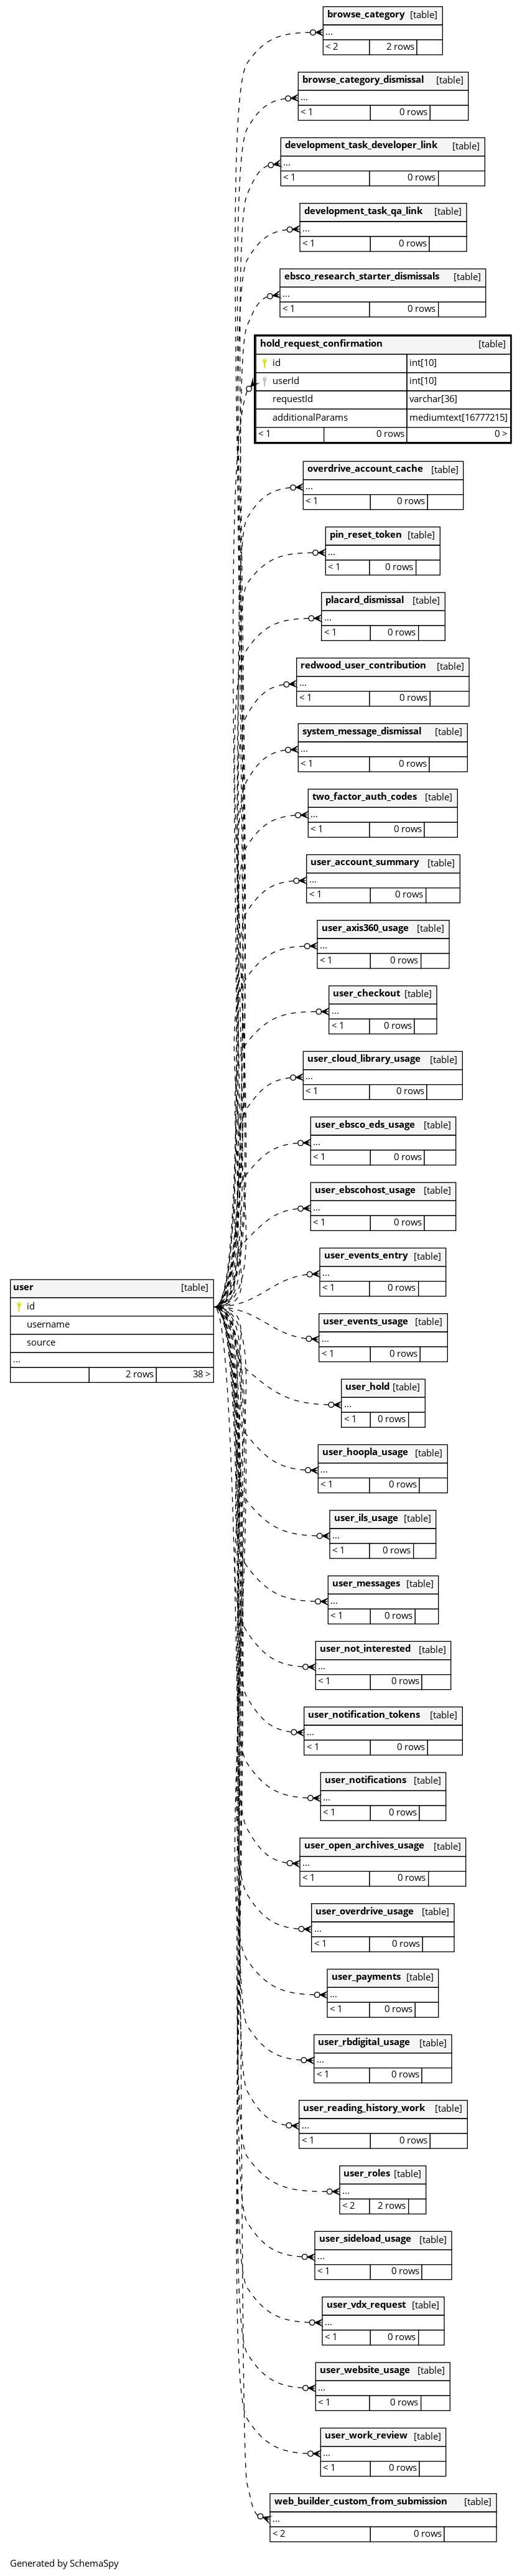 browse_category [table]
...
< 2 2 rows
browse_category_dismissal [table]
...
< 1 0 rows
development_task_developer_link [table]
...
< 1 0 rows
development_task_qa_link [table]
...
< 1 0 rows
ebsco_research_starter_dismissals [table]
...
< 1 0 rows
hold_request_confirmation [table]
id int[10]
userId int[10]
requestId varchar[36]
additionalParams mediumtext[16777215]
< 1 0 rows 0 >
overdrive_account_cache [table]
...
< 1 0 rows
pin_reset_token [table]
...
< 1 0 rows
placard_dismissal [table]
...
< 1 0 rows
redwood_user_contribution [table]
...
< 1 0 rows
system_message_dismissal [table]
...
< 1 0 rows
two_factor_auth_codes [table]
...
< 1 0 rows
user_account_summary [table]
...
< 1 0 rows
user_axis360_usage [table]
...
< 1 0 rows
user_checkout [table]
...
< 1 0 rows
user_cloud_library_usage [table]
...
< 1 0 rows
user_ebsco_eds_usage [table]
...
< 1 0 rows
user_ebscohost_usage [table]
...
< 1 0 rows
user_events_entry [table]
...
< 1 0 rows
user [table]
id
username
source
...
2 rows 38 >
user_events_usage [table]
...
< 1 0 rows
user_hold [table]
...
< 1 0 rows
user_hoopla_usage [table]
...
< 1 0 rows
user_ils_usage [table]
...
< 1 0 rows
user_messages [table]
...
< 1 0 rows
user_not_interested [table]
...
< 1 0 rows
user_notification_tokens [table]
...
< 1 0 rows
user_notifications [table]
...
< 1 0 rows
user_open_archives_usage [table]
...
< 1 0 rows
user_overdrive_usage [table]
...
< 1 0 rows
user_payments [table]
...
< 1 0 rows
user_rbdigital_usage [table]
...
< 1 0 rows
user_reading_history_work [table]
...
< 1 0 rows
user_roles [table]
...
< 2 2 rows
user_sideload_usage [table]
...
< 1 0 rows
user_vdx_request [table]
...
< 1 0 rows
user_website_usage [table]
...
< 1 0 rows
user_work_review [table]
...
< 1 0 rows
web_builder_custom_from_submission [table]
...
< 2 0 rows
Generated by SchemaSpy